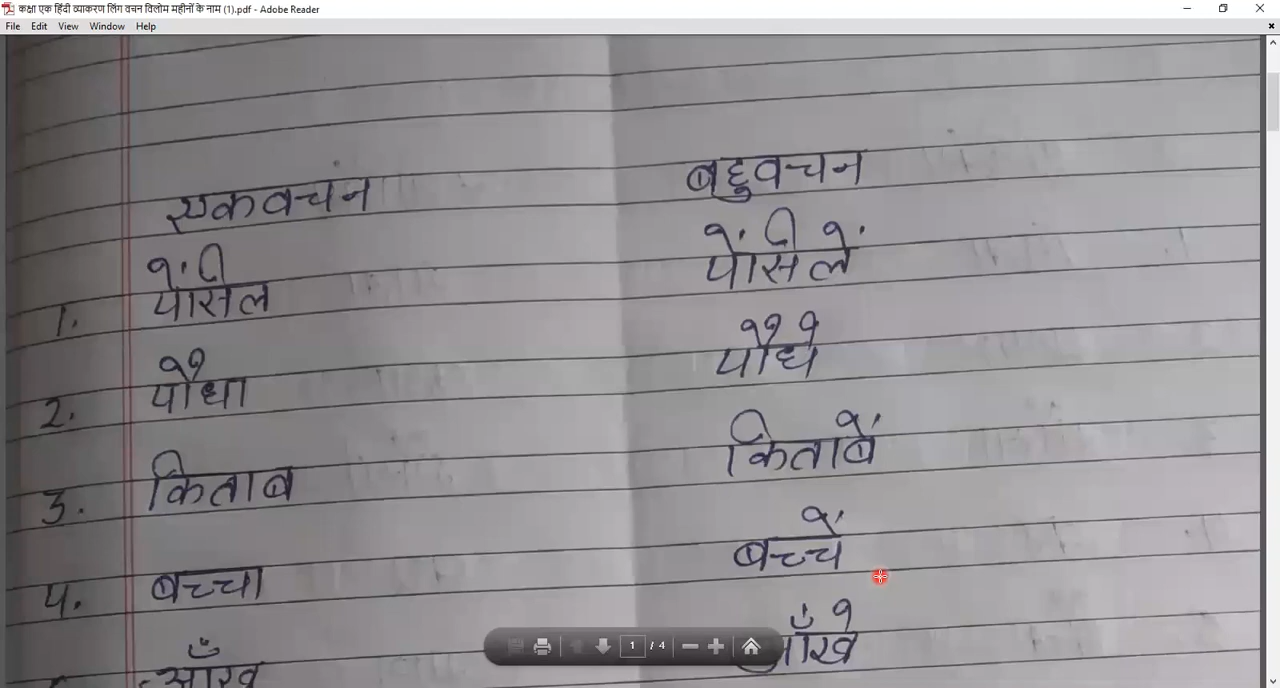 कक्षा एक हिंदी व्याकरण लिंग वचन विलोम महीनों के नाम (1).pdf - Adobe Reader
File Edit View Window Help
एकवचन बहुवचन
1. पेंसील पेंसीलें
2. पौधा पौधे
3. किताब किताबें
4. बच्चा बच्चें
आँख आँखे
1 / 4